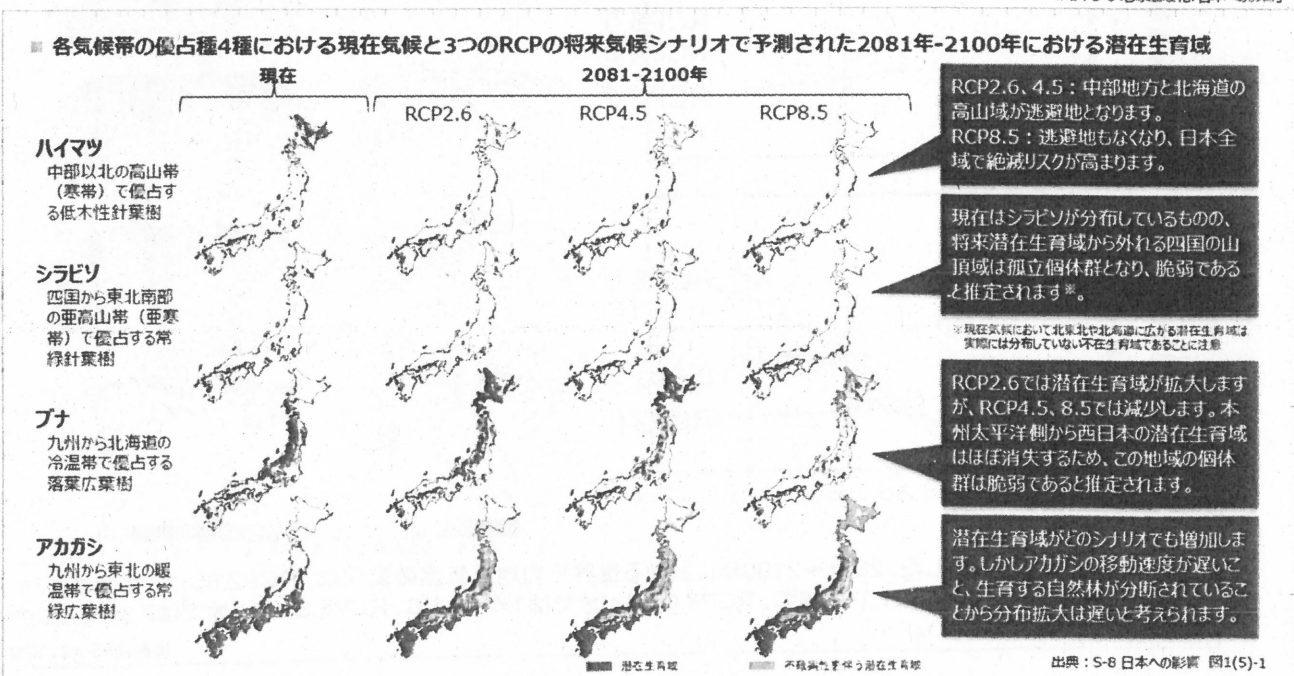 ■ 各気候帯の優占種4種における現在気候と3つのRCPの将来気候シナリオで予測された2081年-2100年における潜在生育域
現在
2081-2100年
RCP2.6
RCP4.5
RCP8.5
ハイマツ
中部以北の高山帯
（寒帯）で優占す
る低木性針葉樹
RCP2.6、4.5：中部地方と北海道の
高山域が逃避地となります。
RCP8.5：逃避地もなくなり、日本全
域で絶滅リスクが高まります。
シラビソ
四国から東北南部
の亜高山帯（亜寒
帯）で優占する常
緑針葉樹
現在はシラビソが分布しているものの、
将来潜在生育域から外れる四国の山
頂域は孤立個体群となり、脆弱である
と推定されます※。
※現在気候において北東北や北海道に広がる潜在生育域は
実際には分布していない不在生育域であることに注意
ブナ
九州から北海道の
冷温帯で優占する
落葉広葉樹
RCP2.6では潜在生育域が拡大します
が、RCP4.5、8.5では減少します。本
州太平洋側から西日本の潜在生育域
はほぼ消失するため、この地域の個体
群は脆弱であると推定されます。
アカガシ
九州から東北の暖
温帯で優占する常
緑広葉樹
潜在生育域がどのシナリオでも増加しま
す。しかしアカガシの移動速度が遅いこ
と、生育する自然林が分断されているこ
とから分布拡大は遅いと考えられます。
潜在生育域
不確実性を伴う潜在生育域
出典：S-8 日本への影響 図1(5)-1